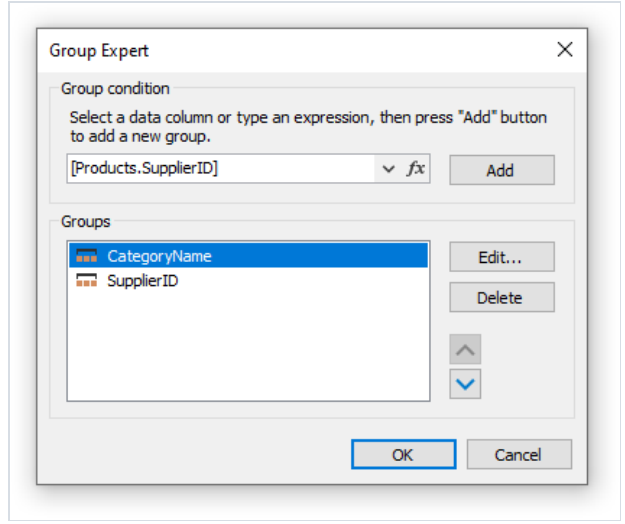 Group Expert
Group condition
Select a data column or type an expression, then press "Add" button
to add a new group.
[Products.SupplierID]
fx
Add
Groups
CategoryName
SupplierID
Edit...
Delete
OK
Cancel